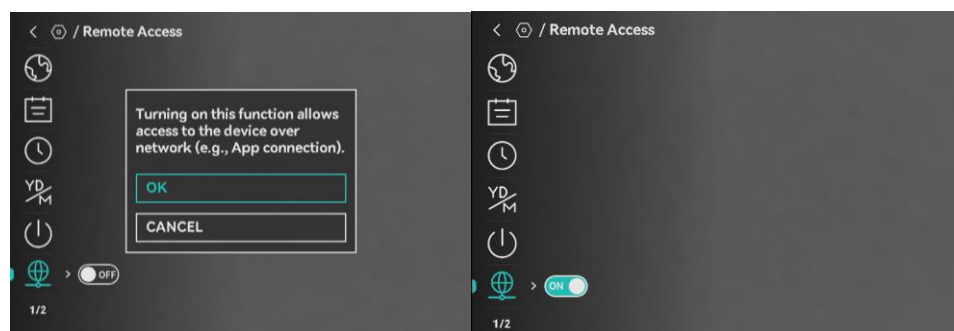 / Remote Access
Turning on this function allows
access to the device over
network (e.g., App connection).
OK
CANCEL
YD/M
OFF
1/2
/ Remote Access
YD/M
ON
1/2